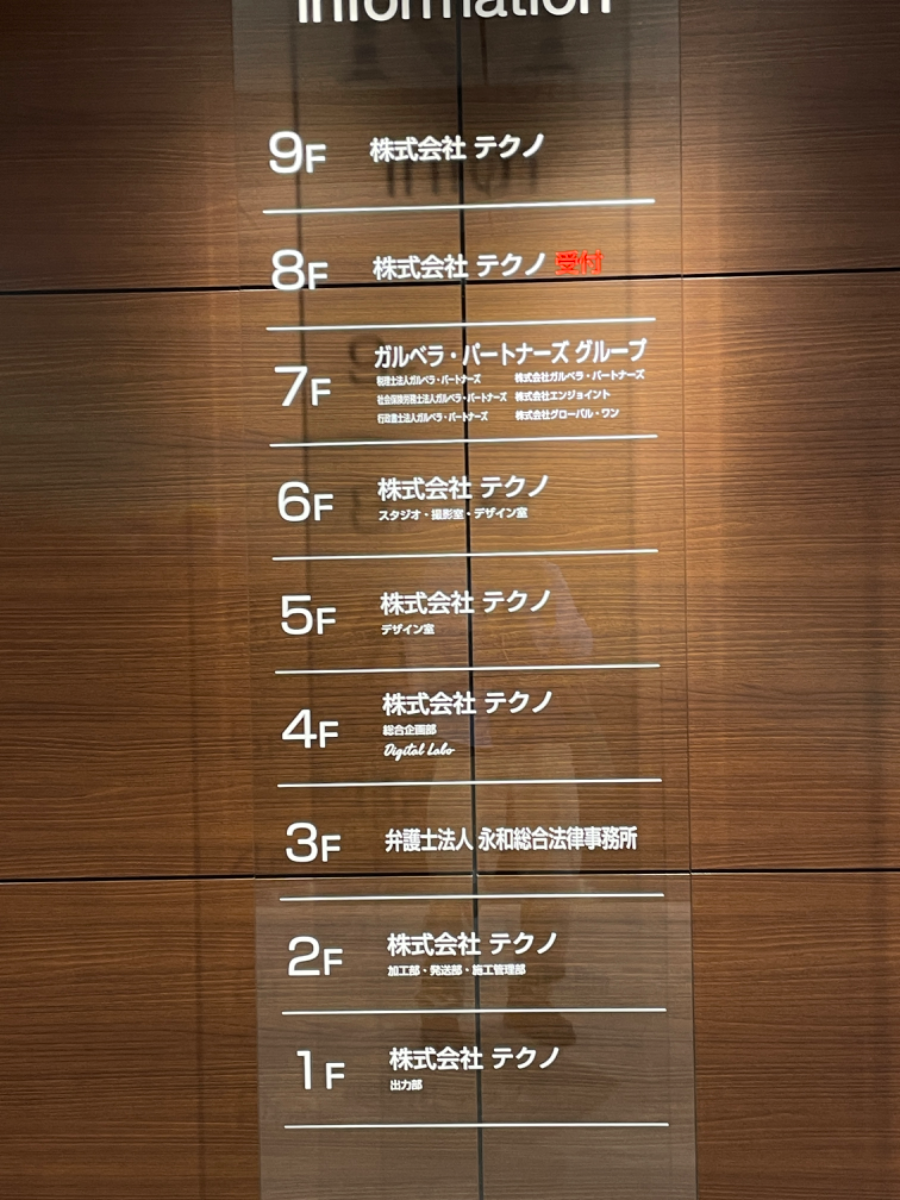 Information
9F 株式会社 テクノ
8F 株式会社 テクノ 受付
7F ガルベラ・パートナーズ グループ
税理士法人ガルベラ・パートナーズ 株式会社ガルベラ・パートナーズ
社会保険労務士法人ガルベラ・パートナーズ 株式会社エンジョイント
行政書士法人ガルベラ・パートナーズ 株式会社グローバル・ワン
6F 株式会社 テクノ
スタジオ・撮影室・デザイン室
5F 株式会社 テクノ
デザイン室
4F 株式会社 テクノ
総合企画部
Digital Labo
3F 弁護士法人 永和総合法律事務所
2F 株式会社 テクノ
加工部・発送部・施工管理部
1F 株式会社 テクノ
出力部